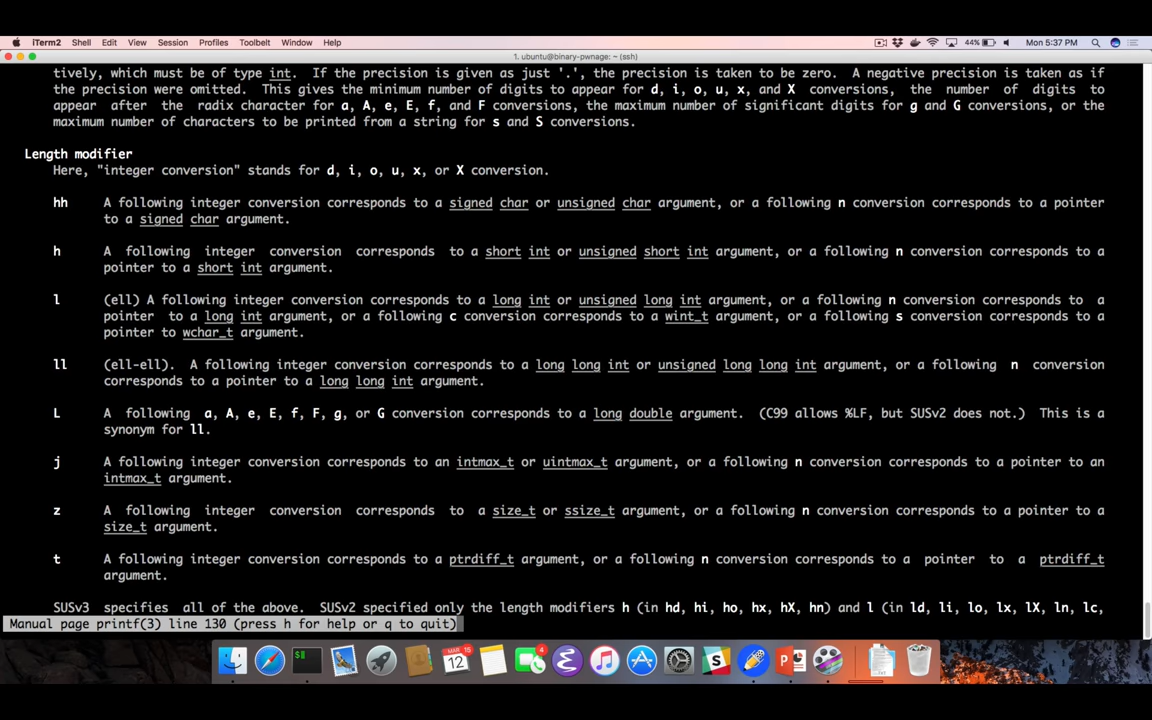 iTerm2 Shell Edit View Session Profiles Toolbelt Window Help 44% Mon 5:37 PM
1. ubuntu@binary-pwnage: ~ (ssh)
tively, which must be of type int. If the precision is given as just '.', the precision is taken to be zero. A negative precision is taken as if
the precision were omitted. This gives the minimum number of digits to appear for d, i, o, u, x, and X conversions, the number of digits to
appear after the radix character for a, A, e, E, f, and F conversions, the maximum number of significant digits for g and G conversions, or the
maximum number of characters to be printed from a string for s and S conversions.
Length modifier
Here, "integer conversion" stands for d, i, o, u, x, or X conversion.
hh A following integer conversion corresponds to a signed char or unsigned char argument, or a following n conversion corresponds to a pointer
to a signed char argument.
h A following integer conversion corresponds to a short int or unsigned short int argument, or a following n conversion corresponds to a
pointer to a short int argument.
l (ell) A following integer conversion corresponds to a long int or unsigned long int argument, or a following n conversion corresponds to a
pointer to a long int argument, or a following c conversion corresponds to a wint_t argument, or a following s conversion corresponds to a
pointer to wchar_t argument.
ll (ell-ell). A following integer conversion corresponds to a long long int or unsigned long long int argument, or a following n conversion
corresponds to a pointer to a long long int argument.
L A following a, A, e, E, f, F, g, or G conversion corresponds to a long double argument. (C99 allows %LF, but SUSv2 does not.) This is a
synonym for ll.
j A following integer conversion corresponds to an intmax_t or uintmax_t argument, or a following n conversion corresponds to a pointer to an
intmax_t argument.
z A following integer conversion corresponds to a size_t or ssize_t argument, or a following n conversion corresponds to a pointer to a
size_t argument.
t A following integer conversion corresponds to a ptrdiff_t argument, or a following n conversion corresponds to a pointer to a ptrdiff_t
argument.
SUSv3 specifies all of the above. SUSv2 specified only the length modifiers h (in hd, hi, ho, hx, hX, hn) and l (in ld, li, lo, lx, lX, ln, lc,
Manual page printf(3) line 130 (press h for help or q to quit)
MAR 15
12
4